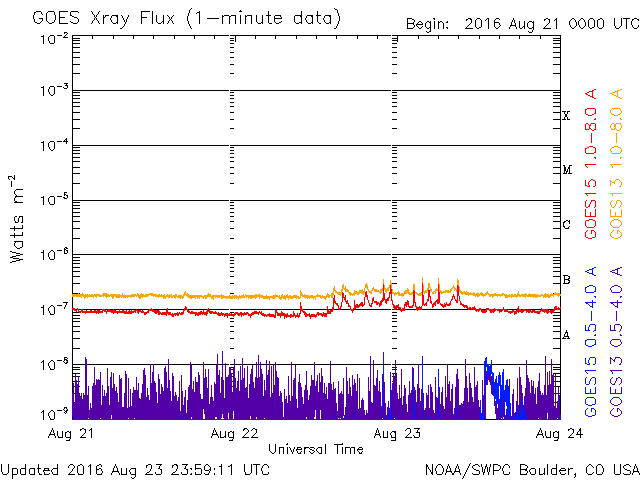 GOES Xray Flux (1-minute data)
Begin: 2016 Aug 21 0000 UTC
10⁻²
10⁻³
10⁻⁴
10⁻⁵
10⁻⁶
10⁻⁷
10⁻⁸
10⁻⁹
Watts m⁻²
X
M
C
B
A
GOES15 1.0-8.0 A
GOES13 1.0-8.0 A
GOES15 0.5-4.0 A
GOES13 0.5-4.0 A
Aug 21 Aug 22 Aug 23 Aug 24
Universal Time
Updated 2016 Aug 23 23:59:11 UTC
NOAA/SWPC Boulder, CO USA